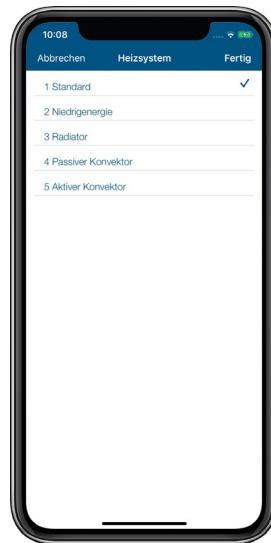 10:08
Abbrechen Heizsystem Fertig
1 Standard
2 Niedrigenergie
3 Radiator
4 Passiver Konvektor
5 Aktiver Konvektor